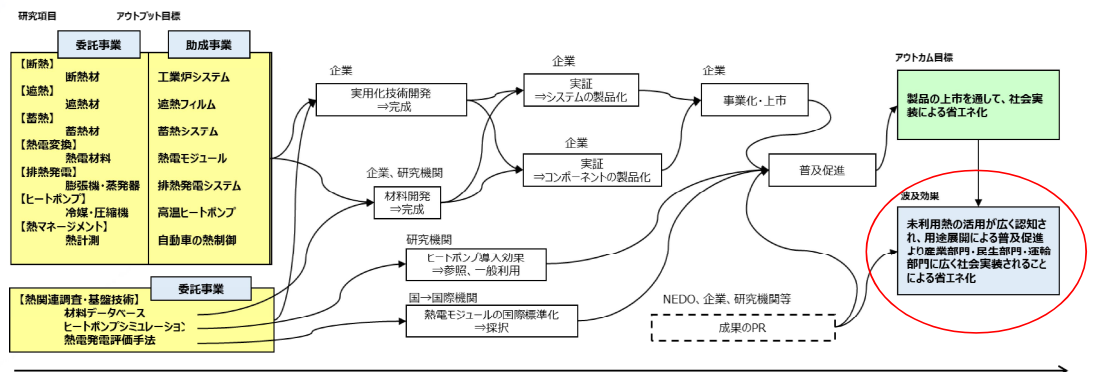 研究項目
アウトプット目標
委託事業
助成事業
【断熱】
断熱材
工業炉システム
【遮熱】
遮熱材
遮熱フィルム
【蓄熱】
蓄熱材
蓄熱システム
【熱電変換】
熱電材料
熱電モジュール
【排熱発電】
膨張機・蒸発器
排熱発電システム
【ヒートポンプ】
冷媒・圧縮機
高温ヒートポンプ
【熱マネージメント】
熱計測
自動車の熱制御
委託事業
【熱関連調査・基盤技術】
材料データベース
ヒートポンプシミュレーション
熱電発電評価手法
企業
実用化技術開発
⇒完成
企業、研究機関
材料開発
⇒完成
研究機関
ヒートポンプ導入効果
⇒参照、一般利用
国→国際機関
熱電モジュールの国際標準化
⇒採択
企業
実証
⇒システムの製品化
企業
実証
⇒コンポーネントの製品化
企業
事業化・上市
普及促進
NEDO、企業、研究機関等
成果のPR
アウトカム目標
製品の上市を通して、社会実
装による省エネ化
波及効果
未利用熱の活用が広く認知さ
れ、用途展開による普及促進
より産業部門・民生部門・運輸
部門に広く社会実装されること
による省エネ化